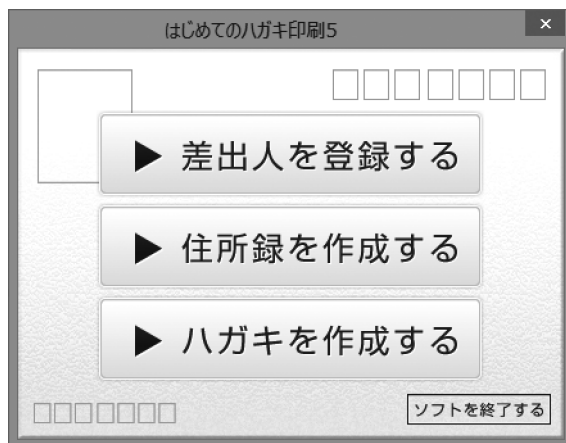 はじめてのハガキ印刷5
差出人を登録する
住所録を作成する
ハガキを作成する
ソフトを終了する